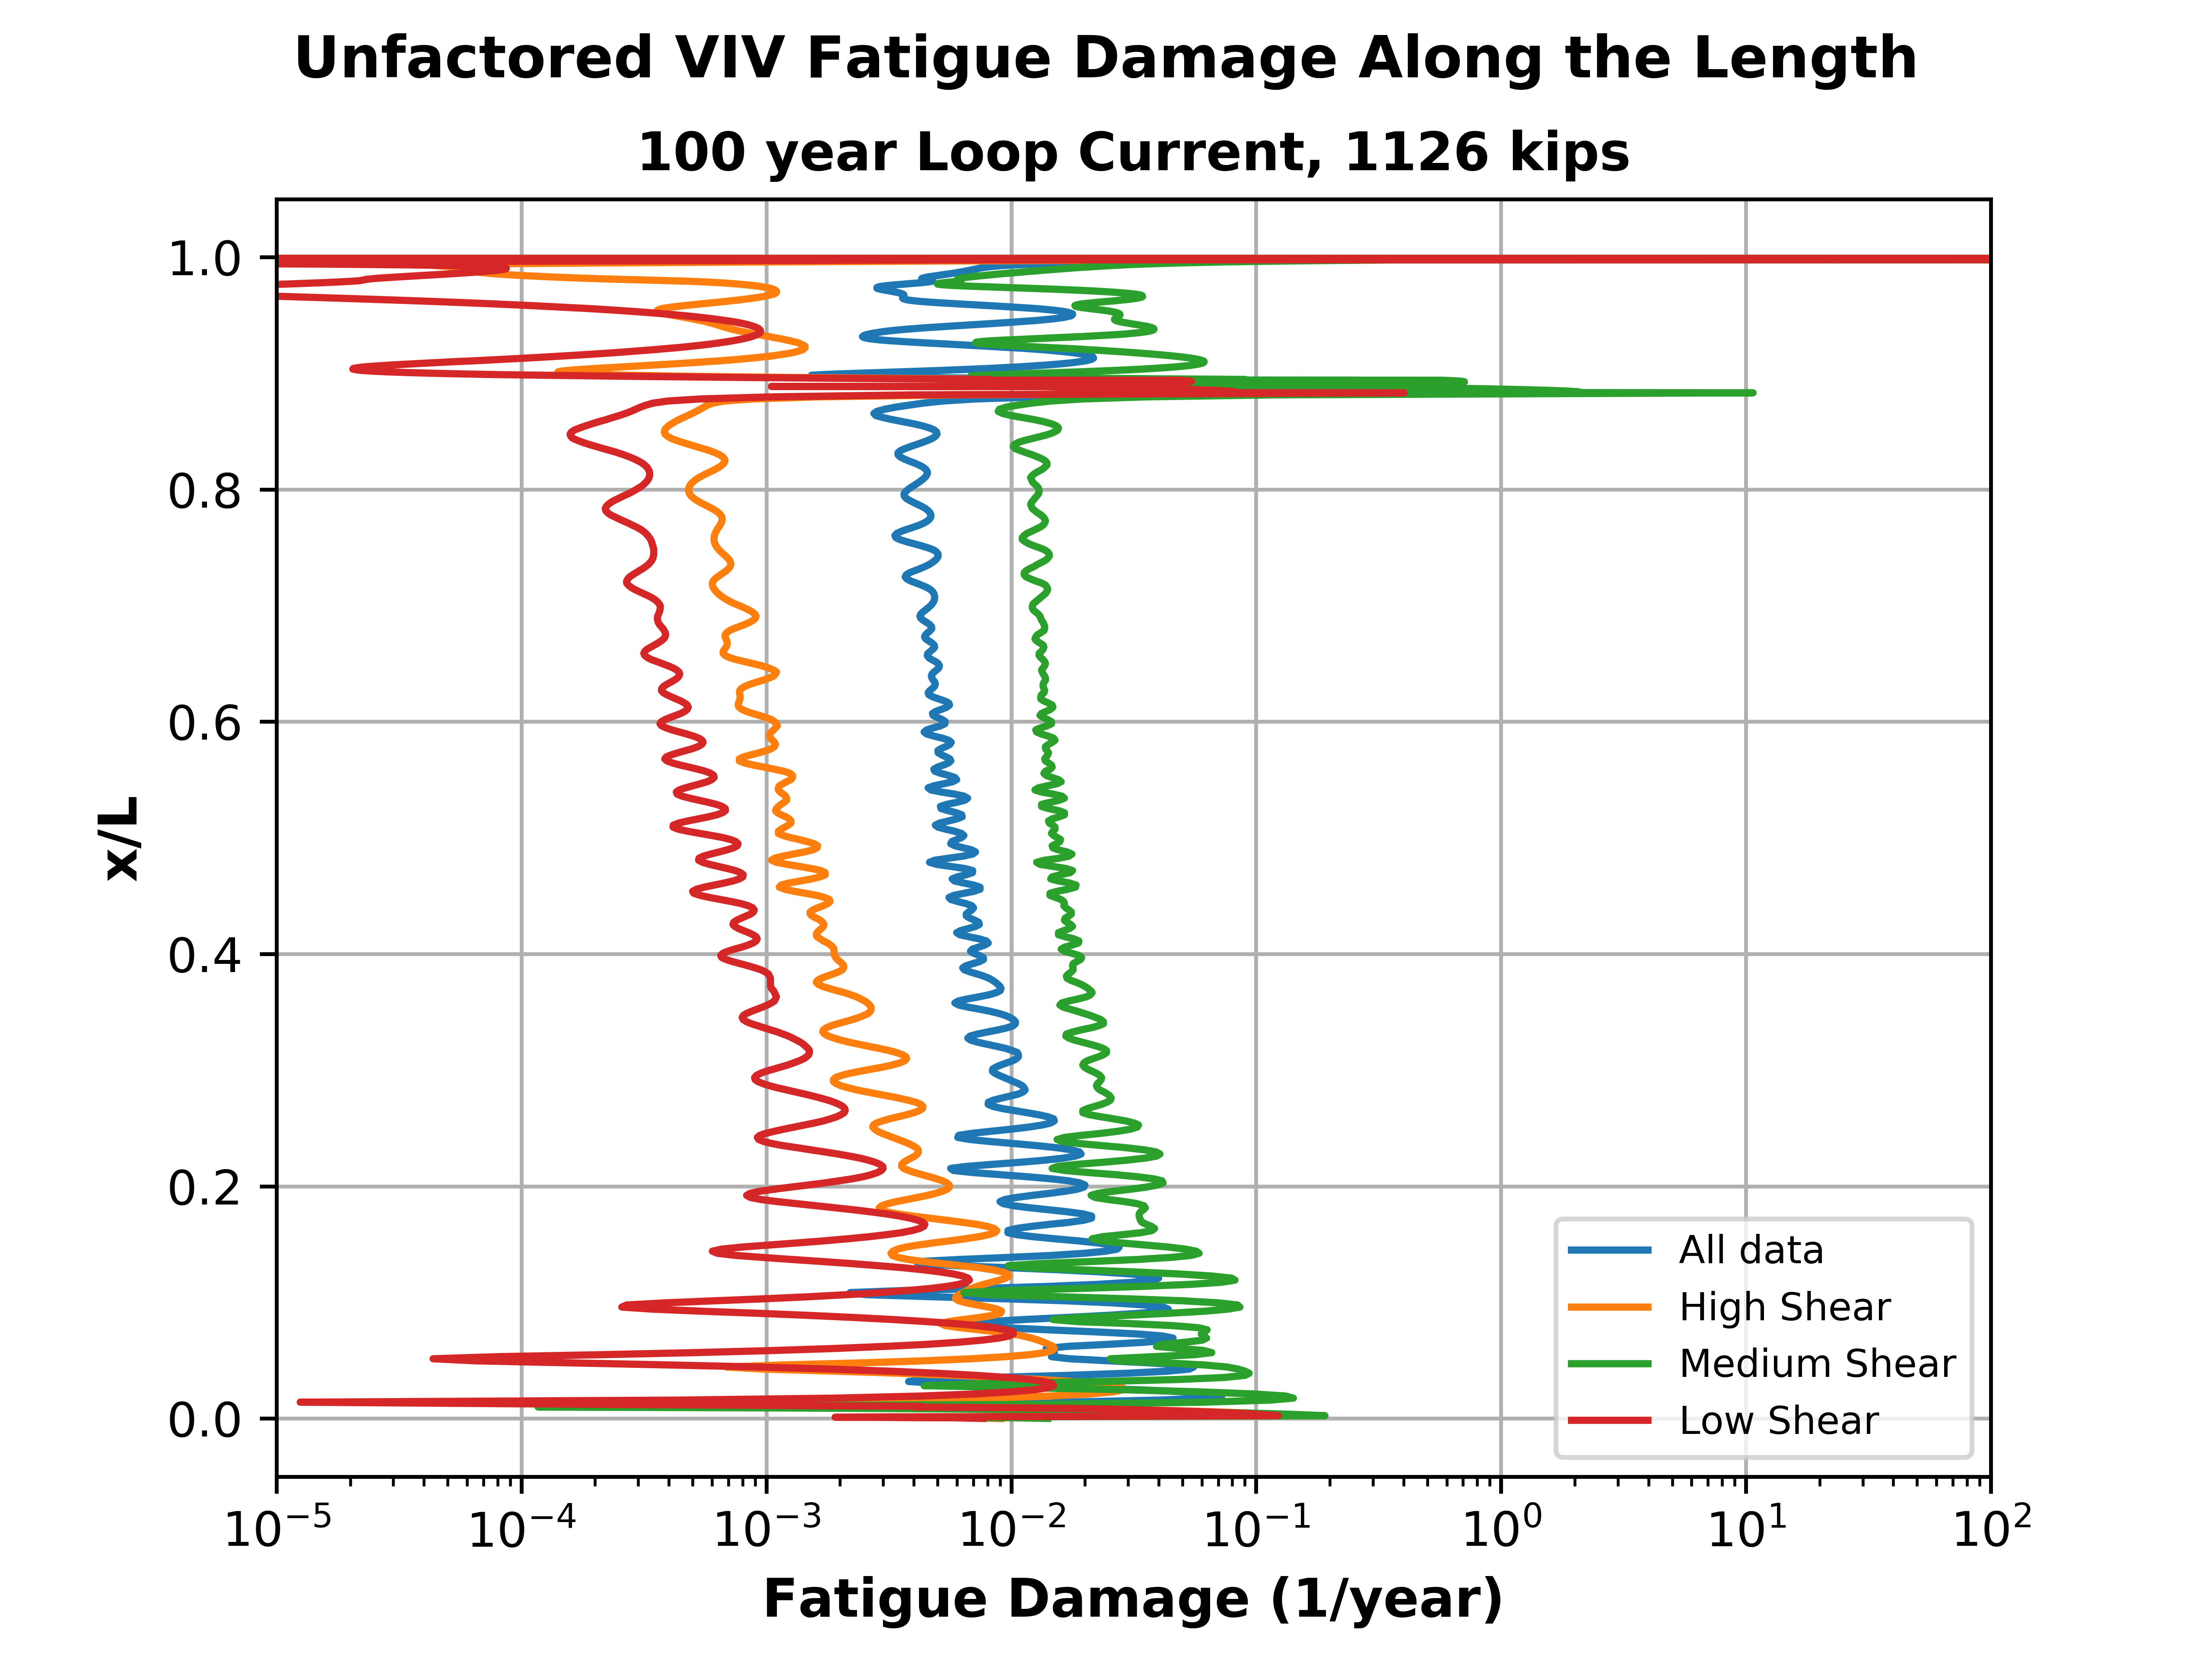 Unfactored VIV Fatigue Damage Along the Length
100 year Loop Current, 1126 kips
1.0
0.8
0.6
0.4
0.2
0.0
x/L
All data
High Shear
Medium Shear
Low Shear
10⁻⁵ 10⁻⁴ 10⁻³ 10⁻² 10⁻¹ 10⁰ 10¹ 10²
Fatigue Damage (1/year)